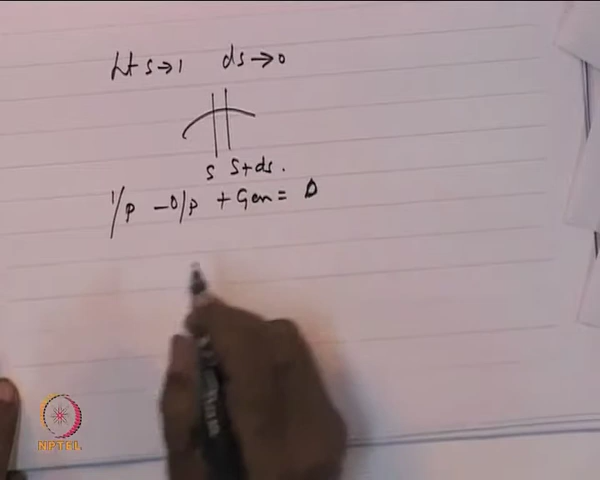 Lt s→1 ds→0
s s+ds.
I/p - O/p + Gen = 0
NPTEL